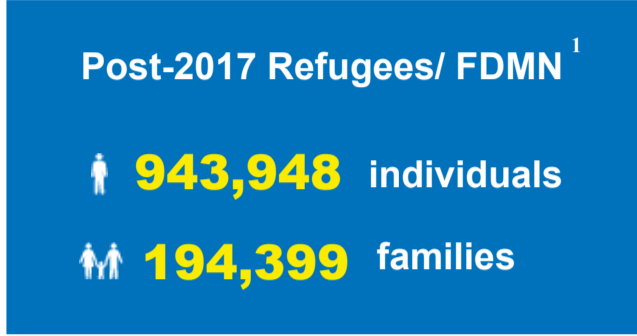 Post-2017 Refugees/ FDMN 1
943,948 individuals
194,399 families